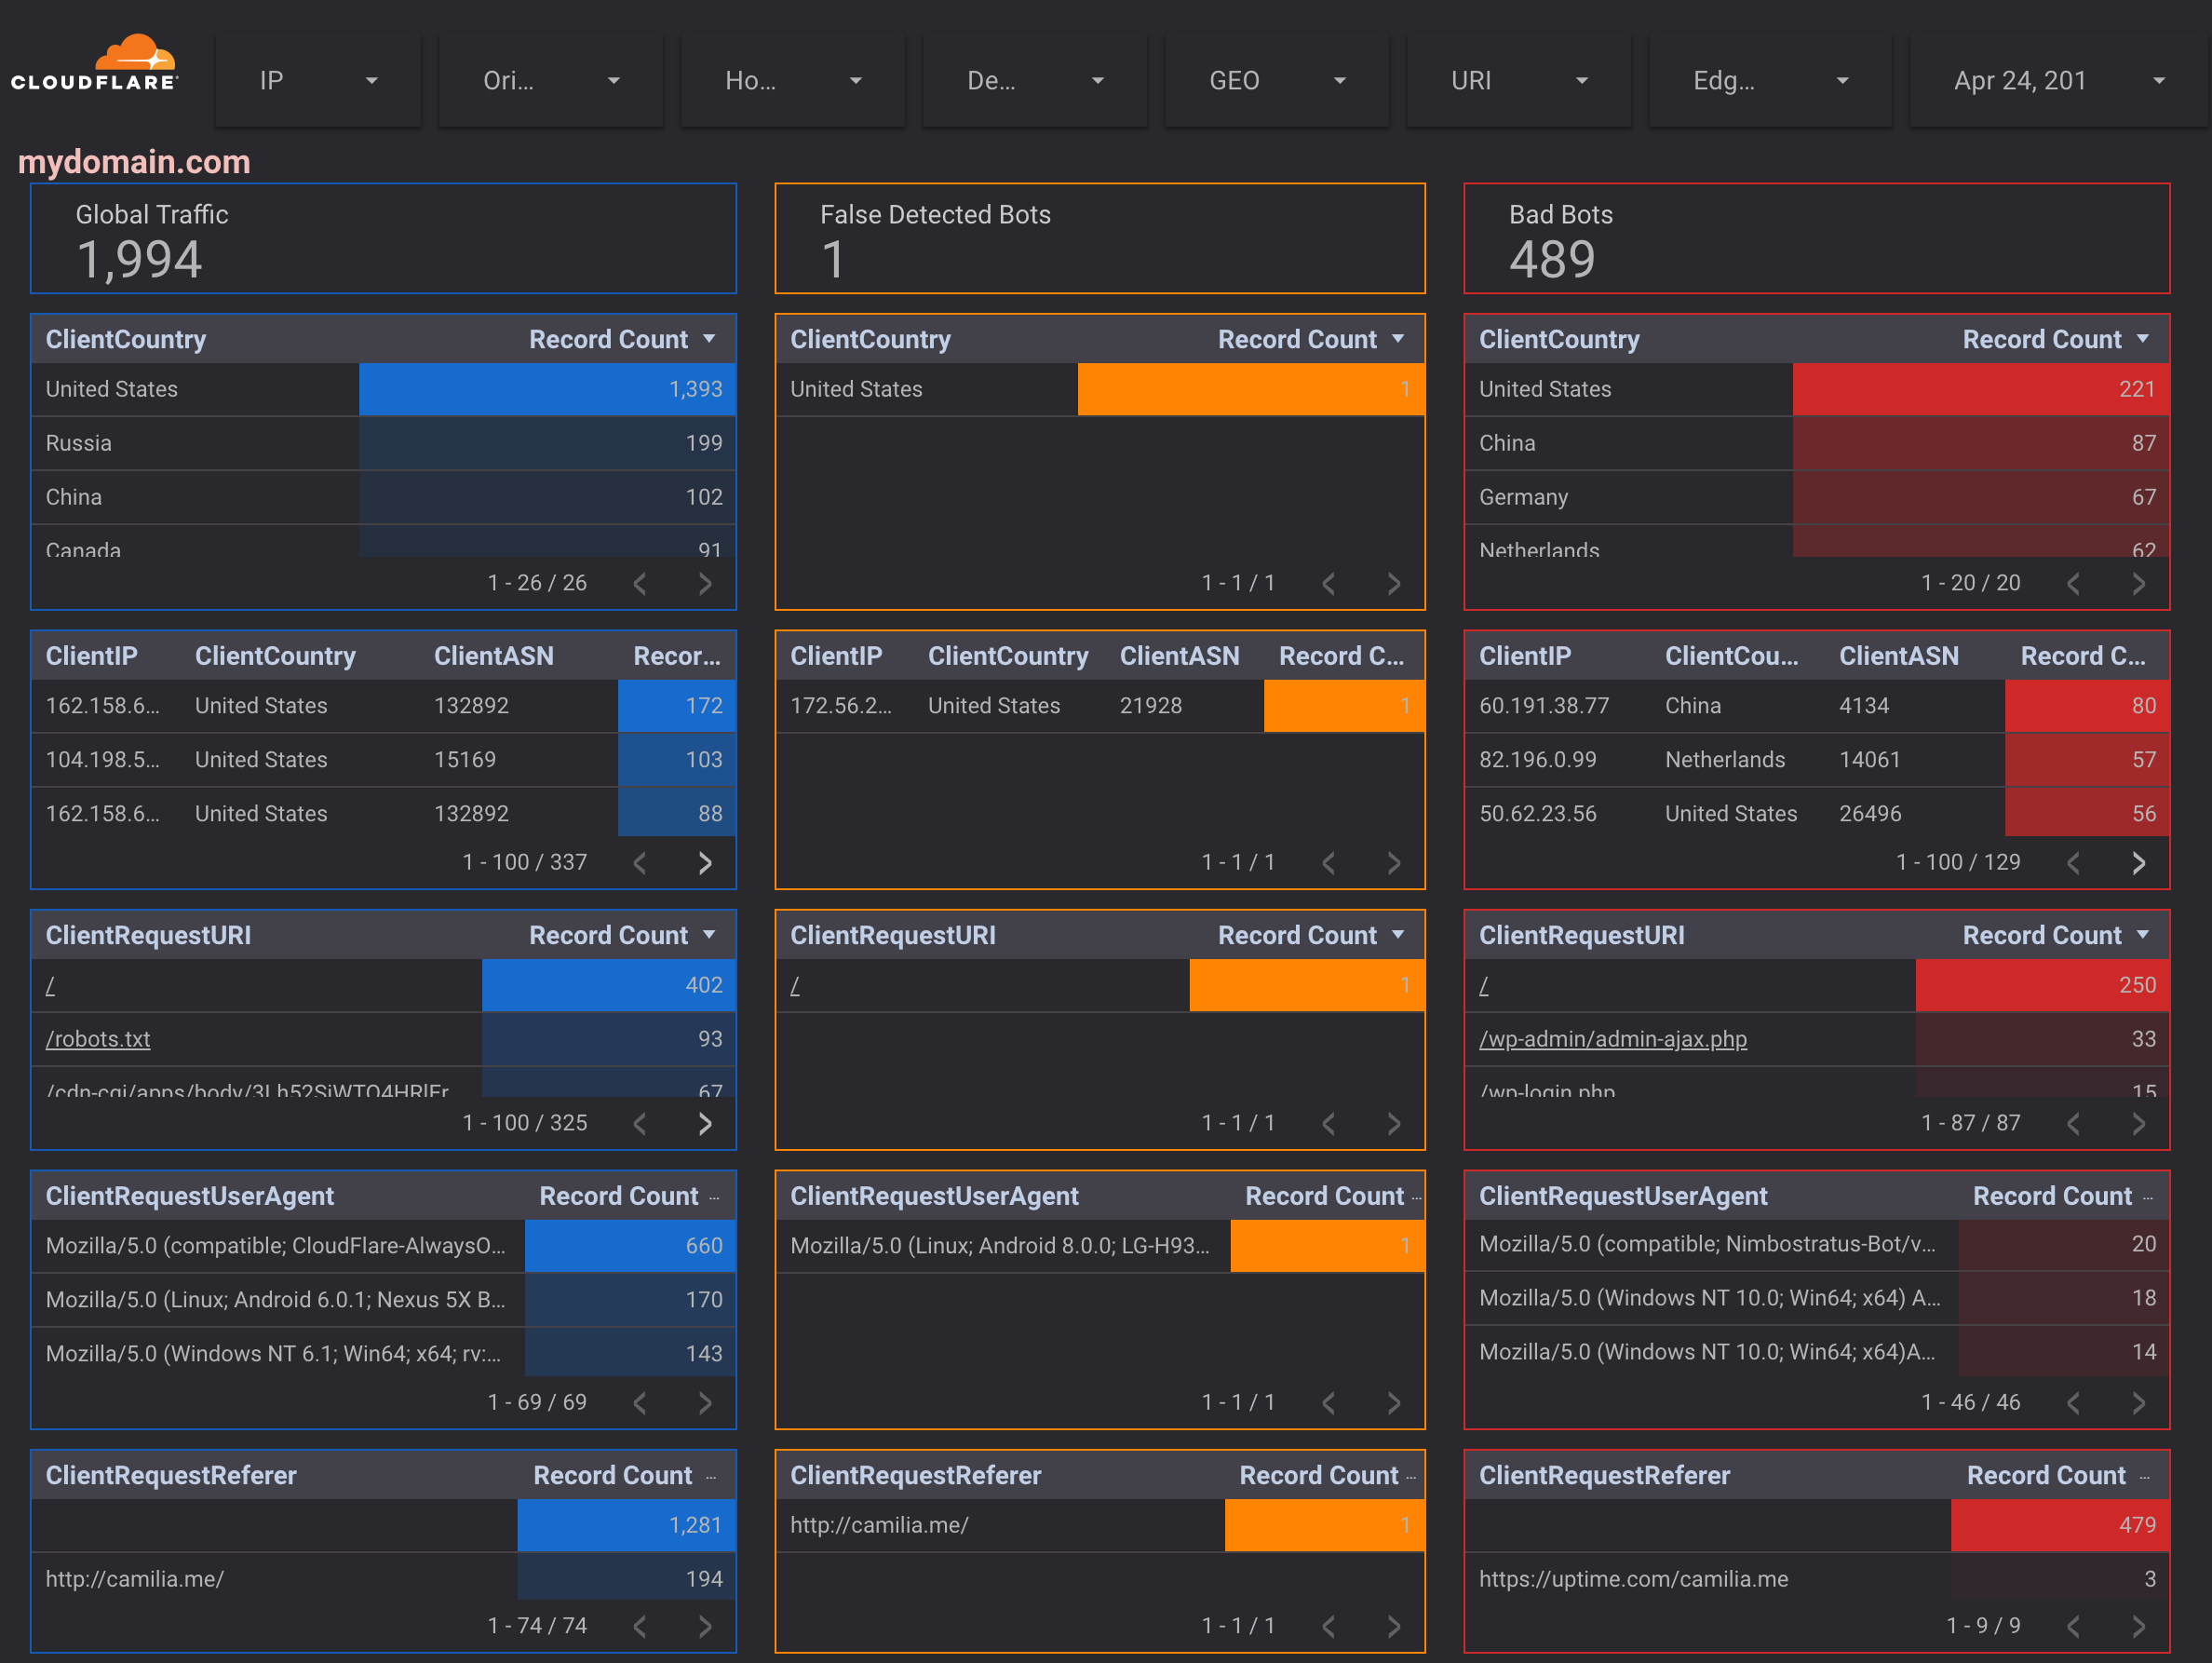 CLOUDFLARE
IP
Ori...
Ho...
De...
GEO
URI
Edg...
Apr 24, 201
mydomain.com
Global Traffic
1,994
False Detected Bots
1
Bad Bots
489
ClientCountry Record Count
United States 1,393
Russia 199
China 102
Canada 91
1 - 26 / 26
ClientCountry Record Count
United States 1
1 - 1 / 1
ClientCountry Record Count
United States 221
China 87
Germany 67
Netherlands 62
1 - 20 / 20
ClientIP ClientCountry ClientASN Recor...
162.158.6... United States 132892 172
104.198.5... United States 15169 103
162.158.6... United States 132892 88
1 - 100 / 337
ClientIP ClientCountry ClientASN Record C...
172.56.2... United States 21928 1
1 - 1 / 1
ClientIP ClientCou... ClientASN Record C...
60.191.38.77 China 4134 80
82.196.0.99 Netherlands 14061 57
50.62.23.56 United States 26496 56
1 - 100 / 129
ClientRequestURI Record Count
/ 402
/robots.txt 93
67
1 - 100 / 325
ClientRequestURI Record Count
/ 1
1 - 1 / 1
ClientRequestURI Record Count
/ 250
/wp-admin/admin-ajax.php 33
/wp-login.php 15
1 - 87 / 87
ClientRequestUserAgent Record Count ...
Mozilla/5.0 (compatible; CloudFlare-AlwaysO... 660
Mozilla/5.0 (Linux; Android 6.0.1; Nexus 5X B... 170
Mozilla/5.0 (Windows NT 6.1; Win64; x64; rv:... 143
1 - 69 / 69
ClientRequestUserAgent Record Count ...
Mozilla/5.0 (Linux; Android 8.0.0; LG-H93... 1
1 - 1 / 1
ClientRequestUserAgent Record Count ...
Mozilla/5.0 (compatible; Nimbostratus-Bot/v... 20
Mozilla/5.0 (Windows NT 10.0; Win64; x64) A... 18
Mozilla/5.0 (Windows NT 10.0; Win64; x64)A... 14
1 - 46 / 46
ClientRequestReferer Record Count ...
1,281
http://camilia.me/ 194
1 - 74 / 74
ClientRequestReferer Record Count ...
http://camilia.me/ 1
1 - 1 / 1
ClientRequestReferer Record Count ...
479
https://uptime.com/camilia.me 3
1 - 9 / 9